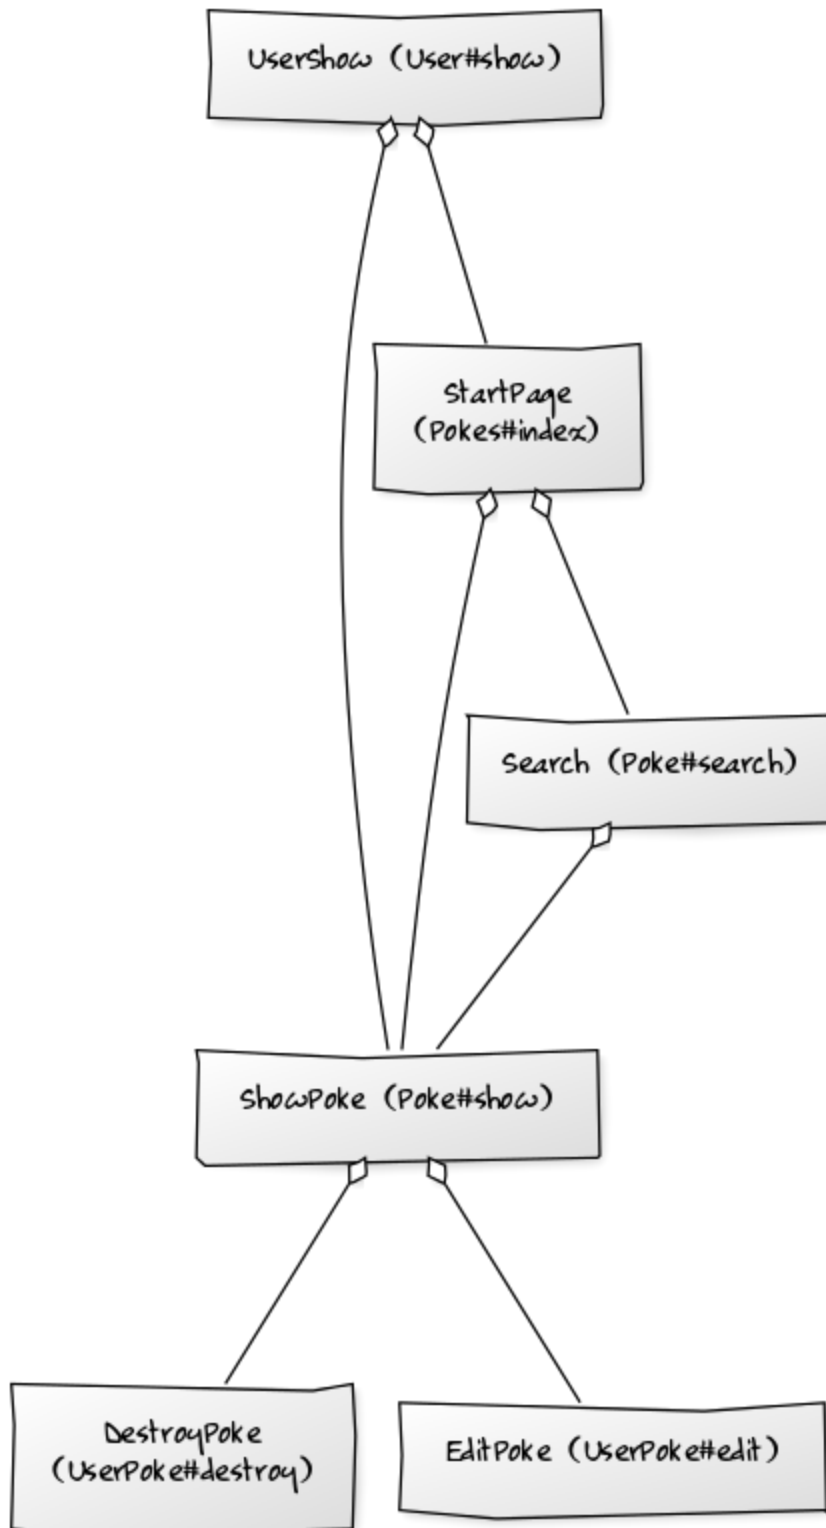 UserShow (User#show)
StartPage
(Pokes#index)
Search (Poke#search)
ShowPoke (Poke#show)
DestroyPoke
(UserPoke#destroy)
EditPoke (UserPoke#edit)